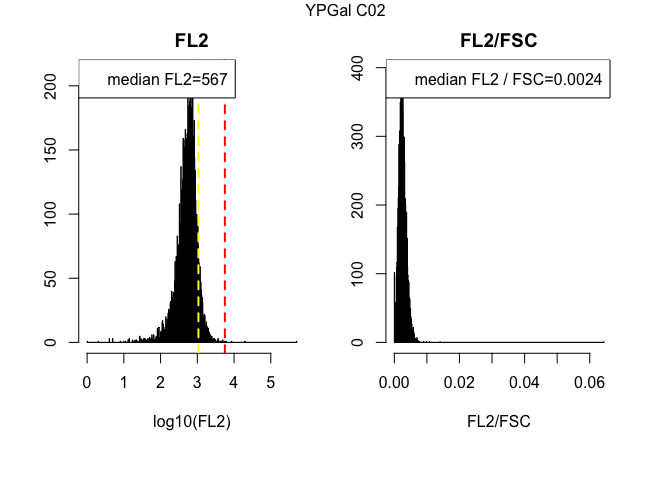 YPGal C02
FL2
median FL2=567
200
150
100
50
0
0 1 2 3 4 5
log10(FL2)
FL2/FSC
median FL2 / FSC=0.0024
400
300
200
100
0
0.00 0.02 0.04 0.06
FL2/FSC